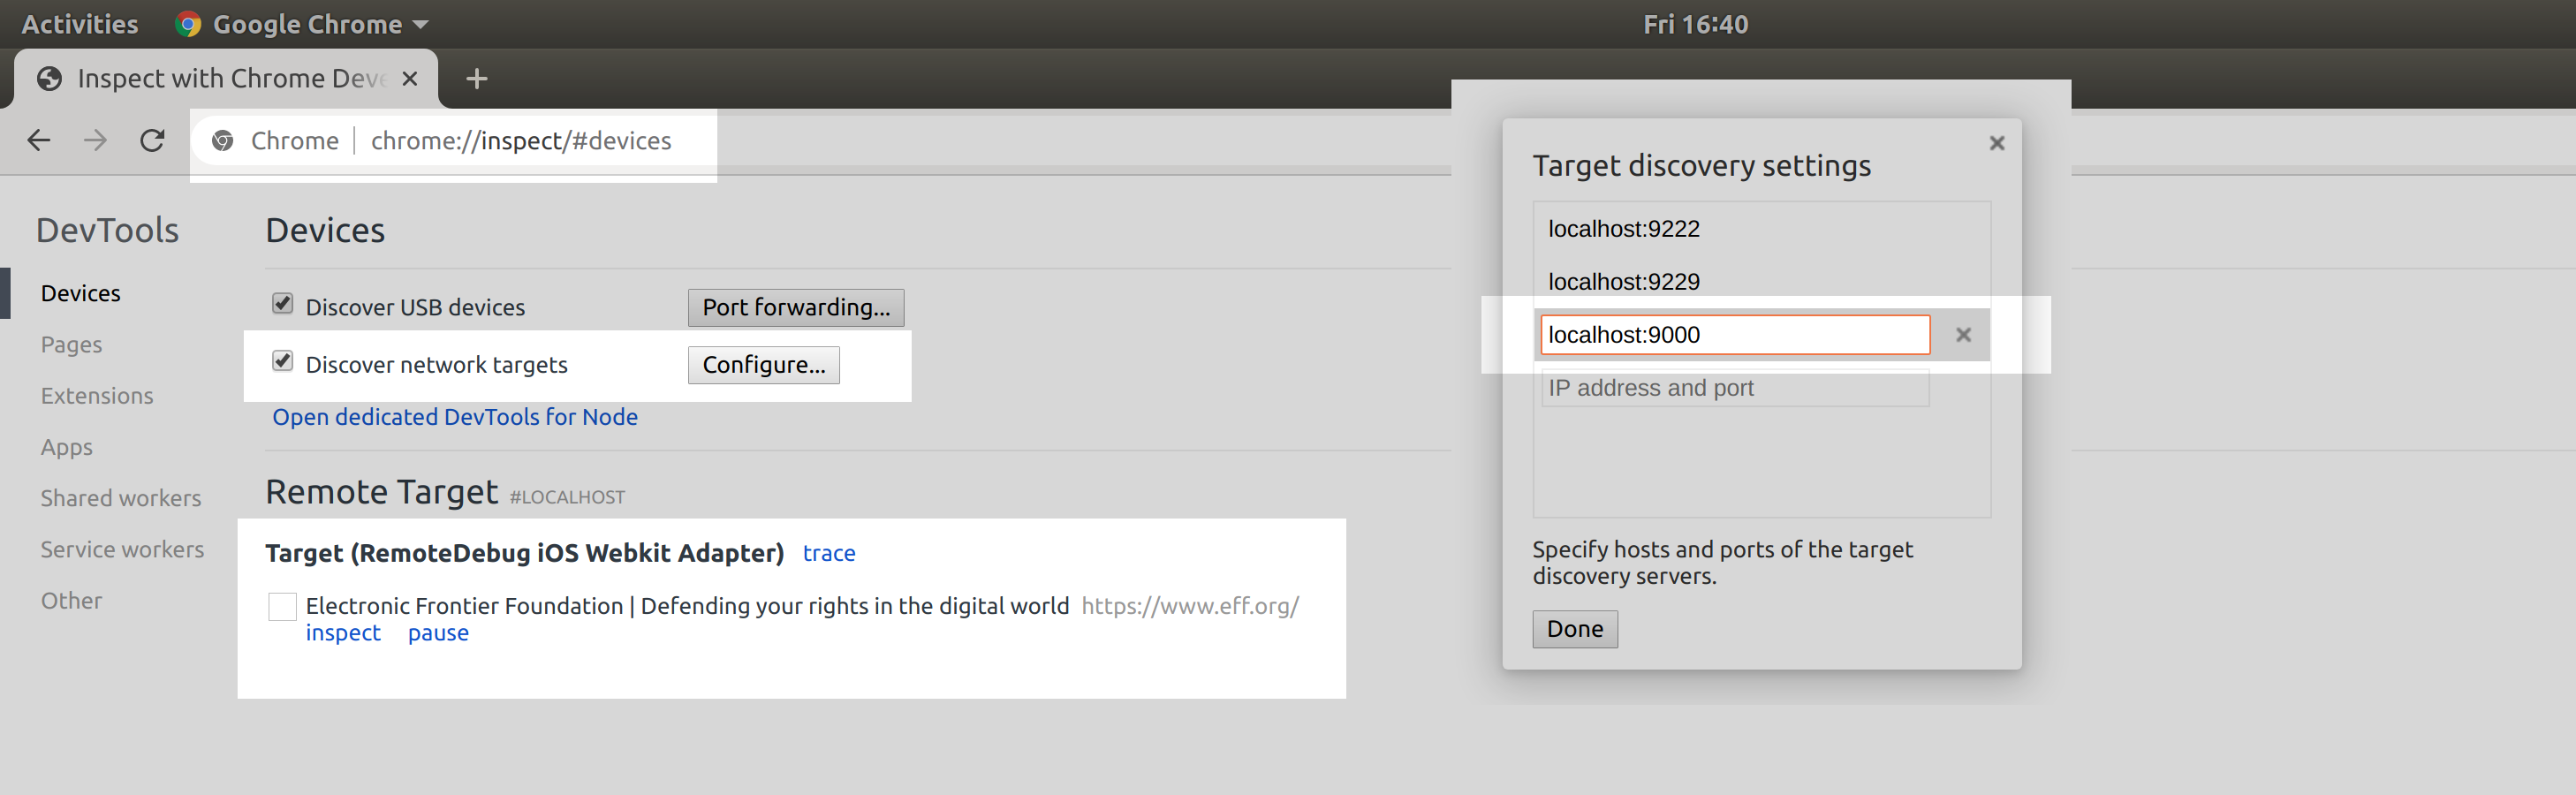 Activities Google Chrome Fri 16:40
Inspect with Chrome Deve
Chrome | chrome://inspect/#devices
DevTools
Devices
Pages
Extensions
Apps
Shared workers
Service workers
Other
Devices
Discover USB devices Port forwarding...
Discover network targets Configure...
Open dedicated DevTools for Node
Remote Target #LOCALHOST
Target (RemoteDebug iOS Webkit Adapter) trace
Electronic Frontier Foundation | Defending your rights in the digital world https://www.eff.org/
inspect pause
Target discovery settings
localhost:9222
localhost:9229
localhost:9000
IP address and port
Specify hosts and ports of the target
discovery servers.
Done